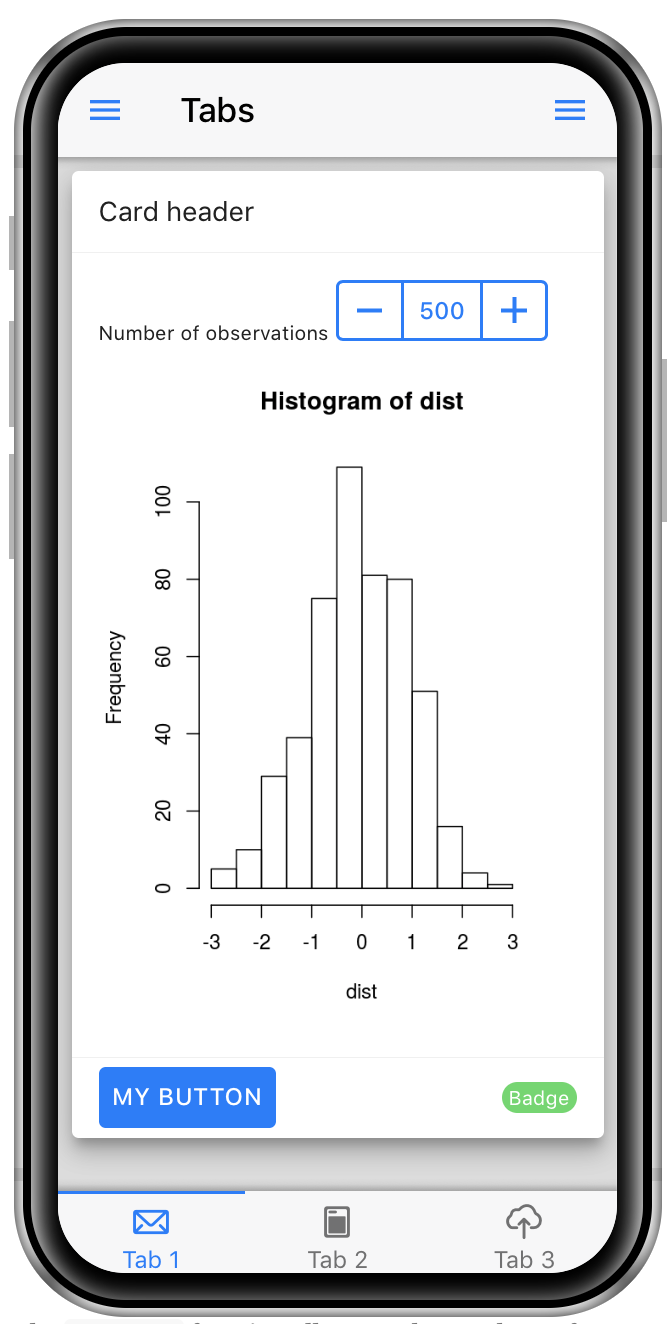 Tabs
Card header
500
Number of observations
Histogram of dist
100
80
60
40
20
0
Frequency
-3 -2 -1 0 1 2 3
dist
MY BUTTON Badge
Tab 1 Tab 2 Tab 3